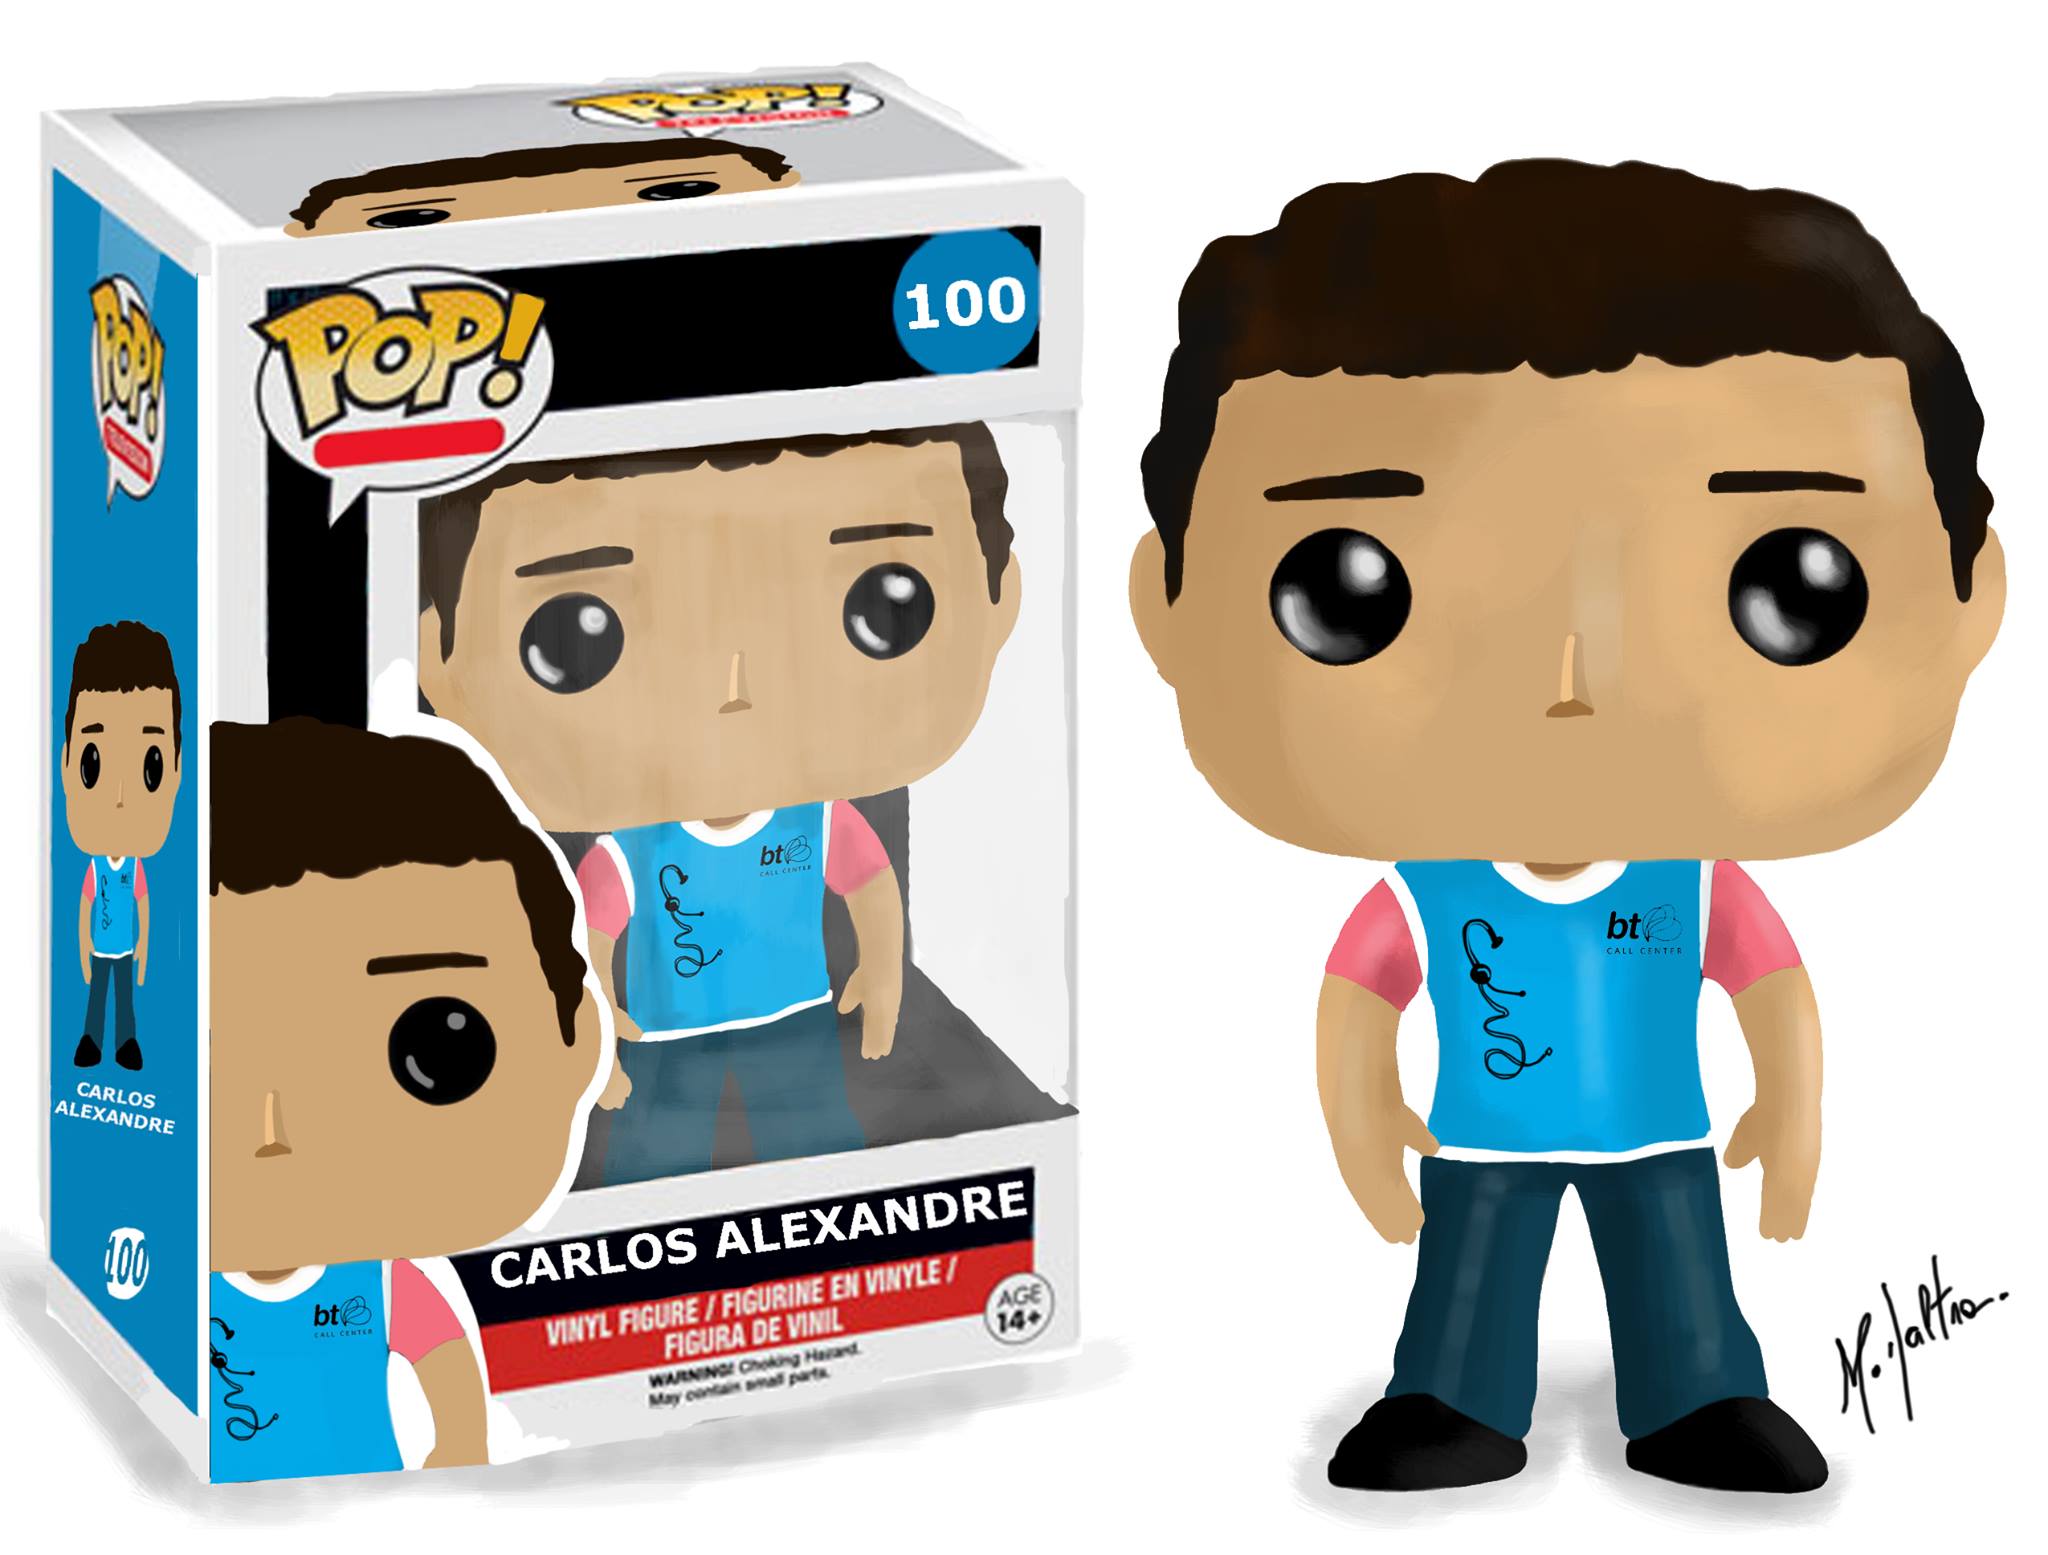 POP!
POP!
100
POP!
bt
CALL CENTER
CARLOS
ALEXANDRE
100
bt
CALL CENTER
CARLOS ALEXANDRE
VINYL FIGURE / FIGURINE EN VINYLE /
FIGURA DE VINIL
AGE
14+
WARNING! Choking Hazard.
May contain small parts.
bt
CALL CENTER